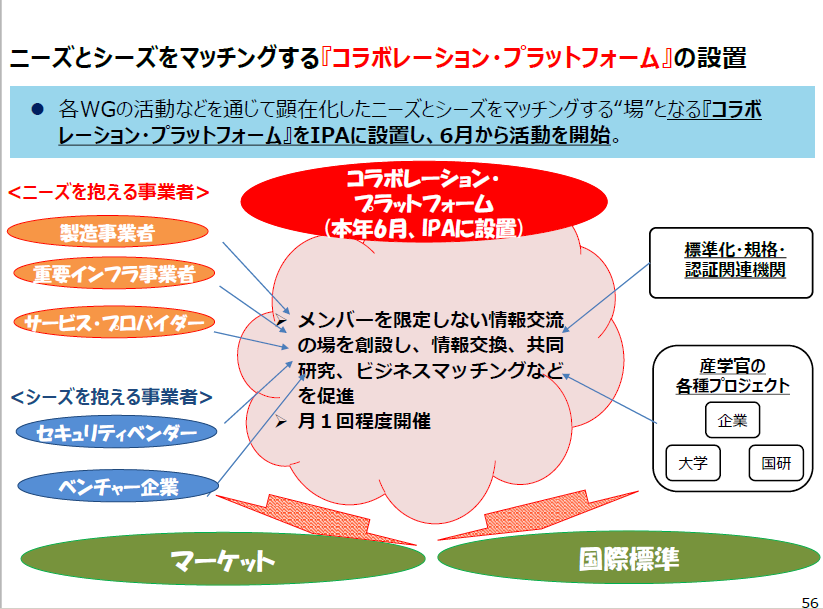 ニーズとシーズをマッチングする『コラボレーション・プラットフォーム』の設置
● 各WGの活動などを通じて顕在化したニーズとシーズをマッチングする“場”となる『コラボ
レーション・プラットフォーム』をIPAに設置し、6月から活動を開始。
<ニーズを抱える事業者>
製造事業者
重要インフラ事業者
サービス・プロバイダー
<シーズを抱える事業者>
セキュリティベンダー
ベンチャー企業
コラボレーション・
プラットフォーム
(本年6月、IPAに設置)
➢ メンバーを限定しない情報交流
の場を創設し、情報交換、共同
研究、ビジネスマッチングなど
を促進
➢ 月1回程度開催
標準化・規格・
認証関連機関
産学官の
各種プロジェクト
企業
大学
国研
マーケット
国際標準
56